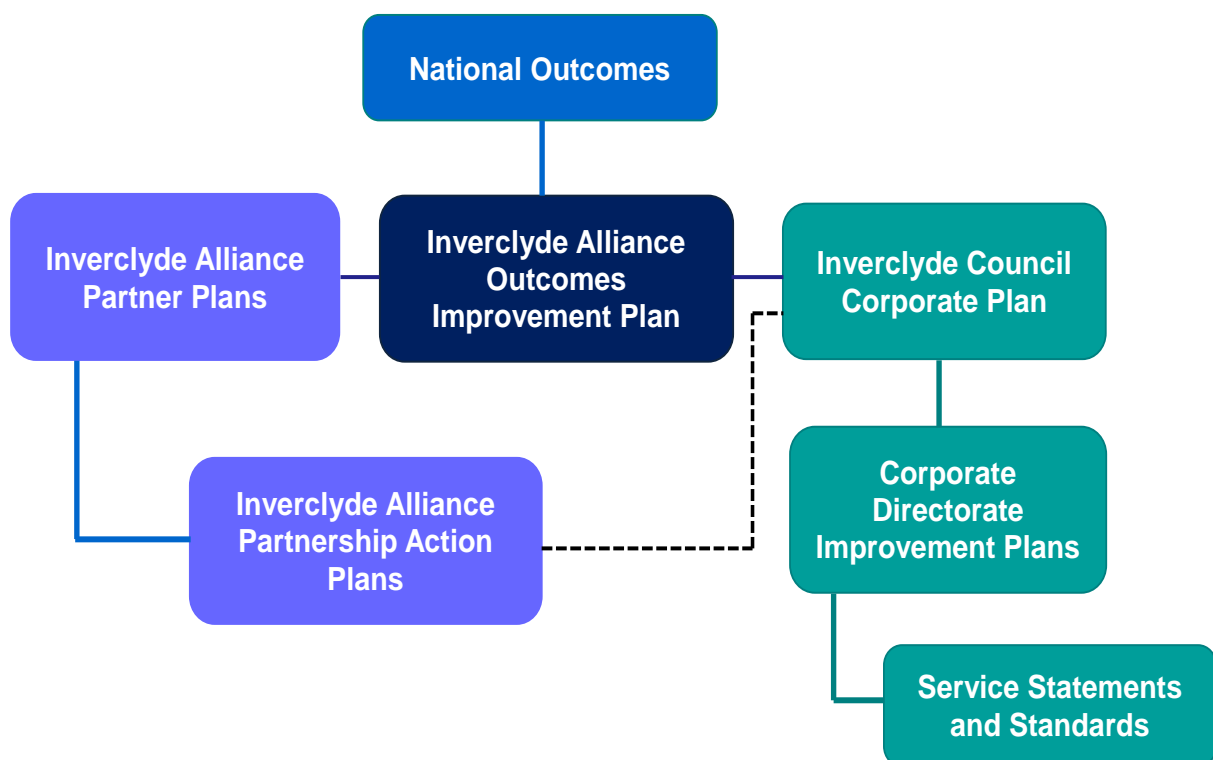 National Outcomes
Inverclyde Alliance
Partner Plans
Inverclyde Alliance
Outcomes
Improvement Plan
Inverclyde Council
Corporate Plan
Inverclyde Alliance
Partnership Action
Plans
Corporate
Directorate
Improvement Plans
Service Statements
and Standards